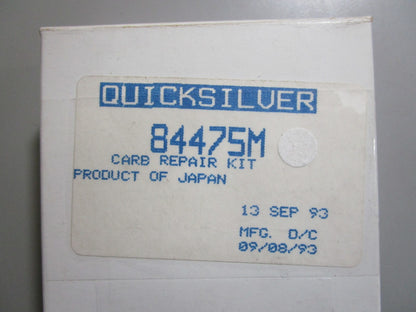 QUICKSILVER
84475M
CARB REPAIR KIT
PRODUCT OF JAPAN
13 SEP 93
MFG. D/C
09/08/93